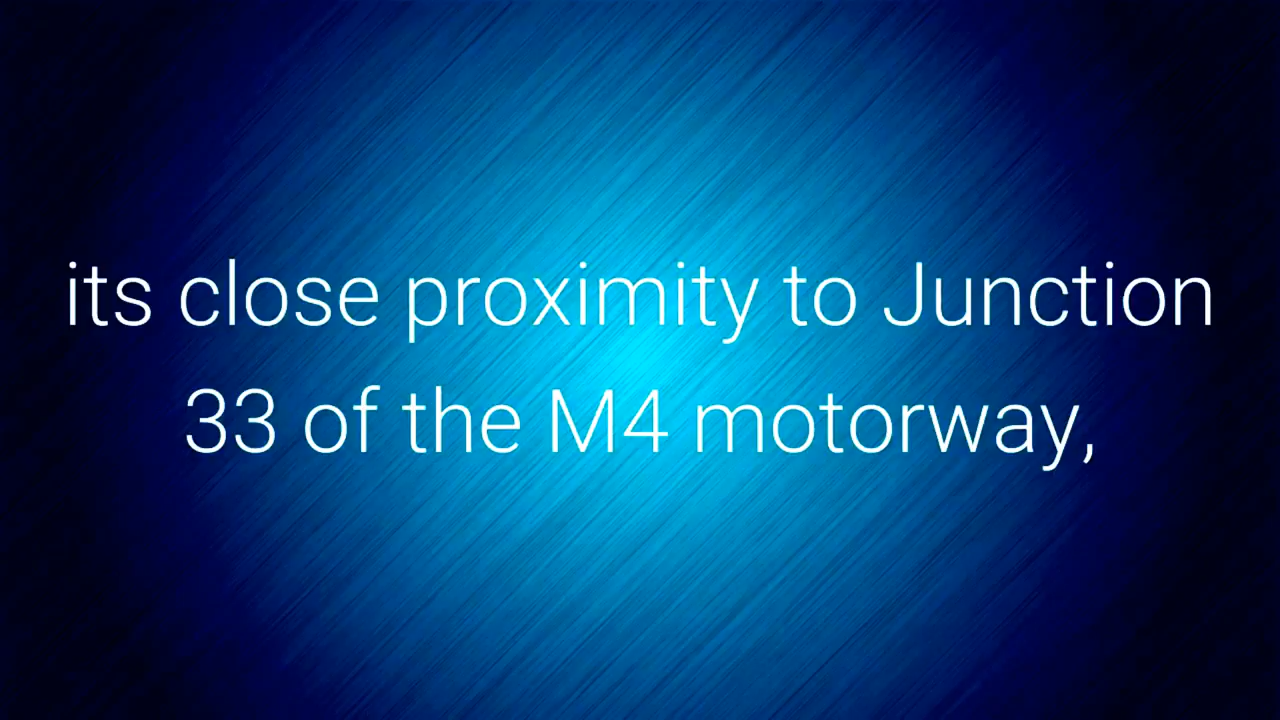 its close proximity to Junction
33 of the M4 motorway,